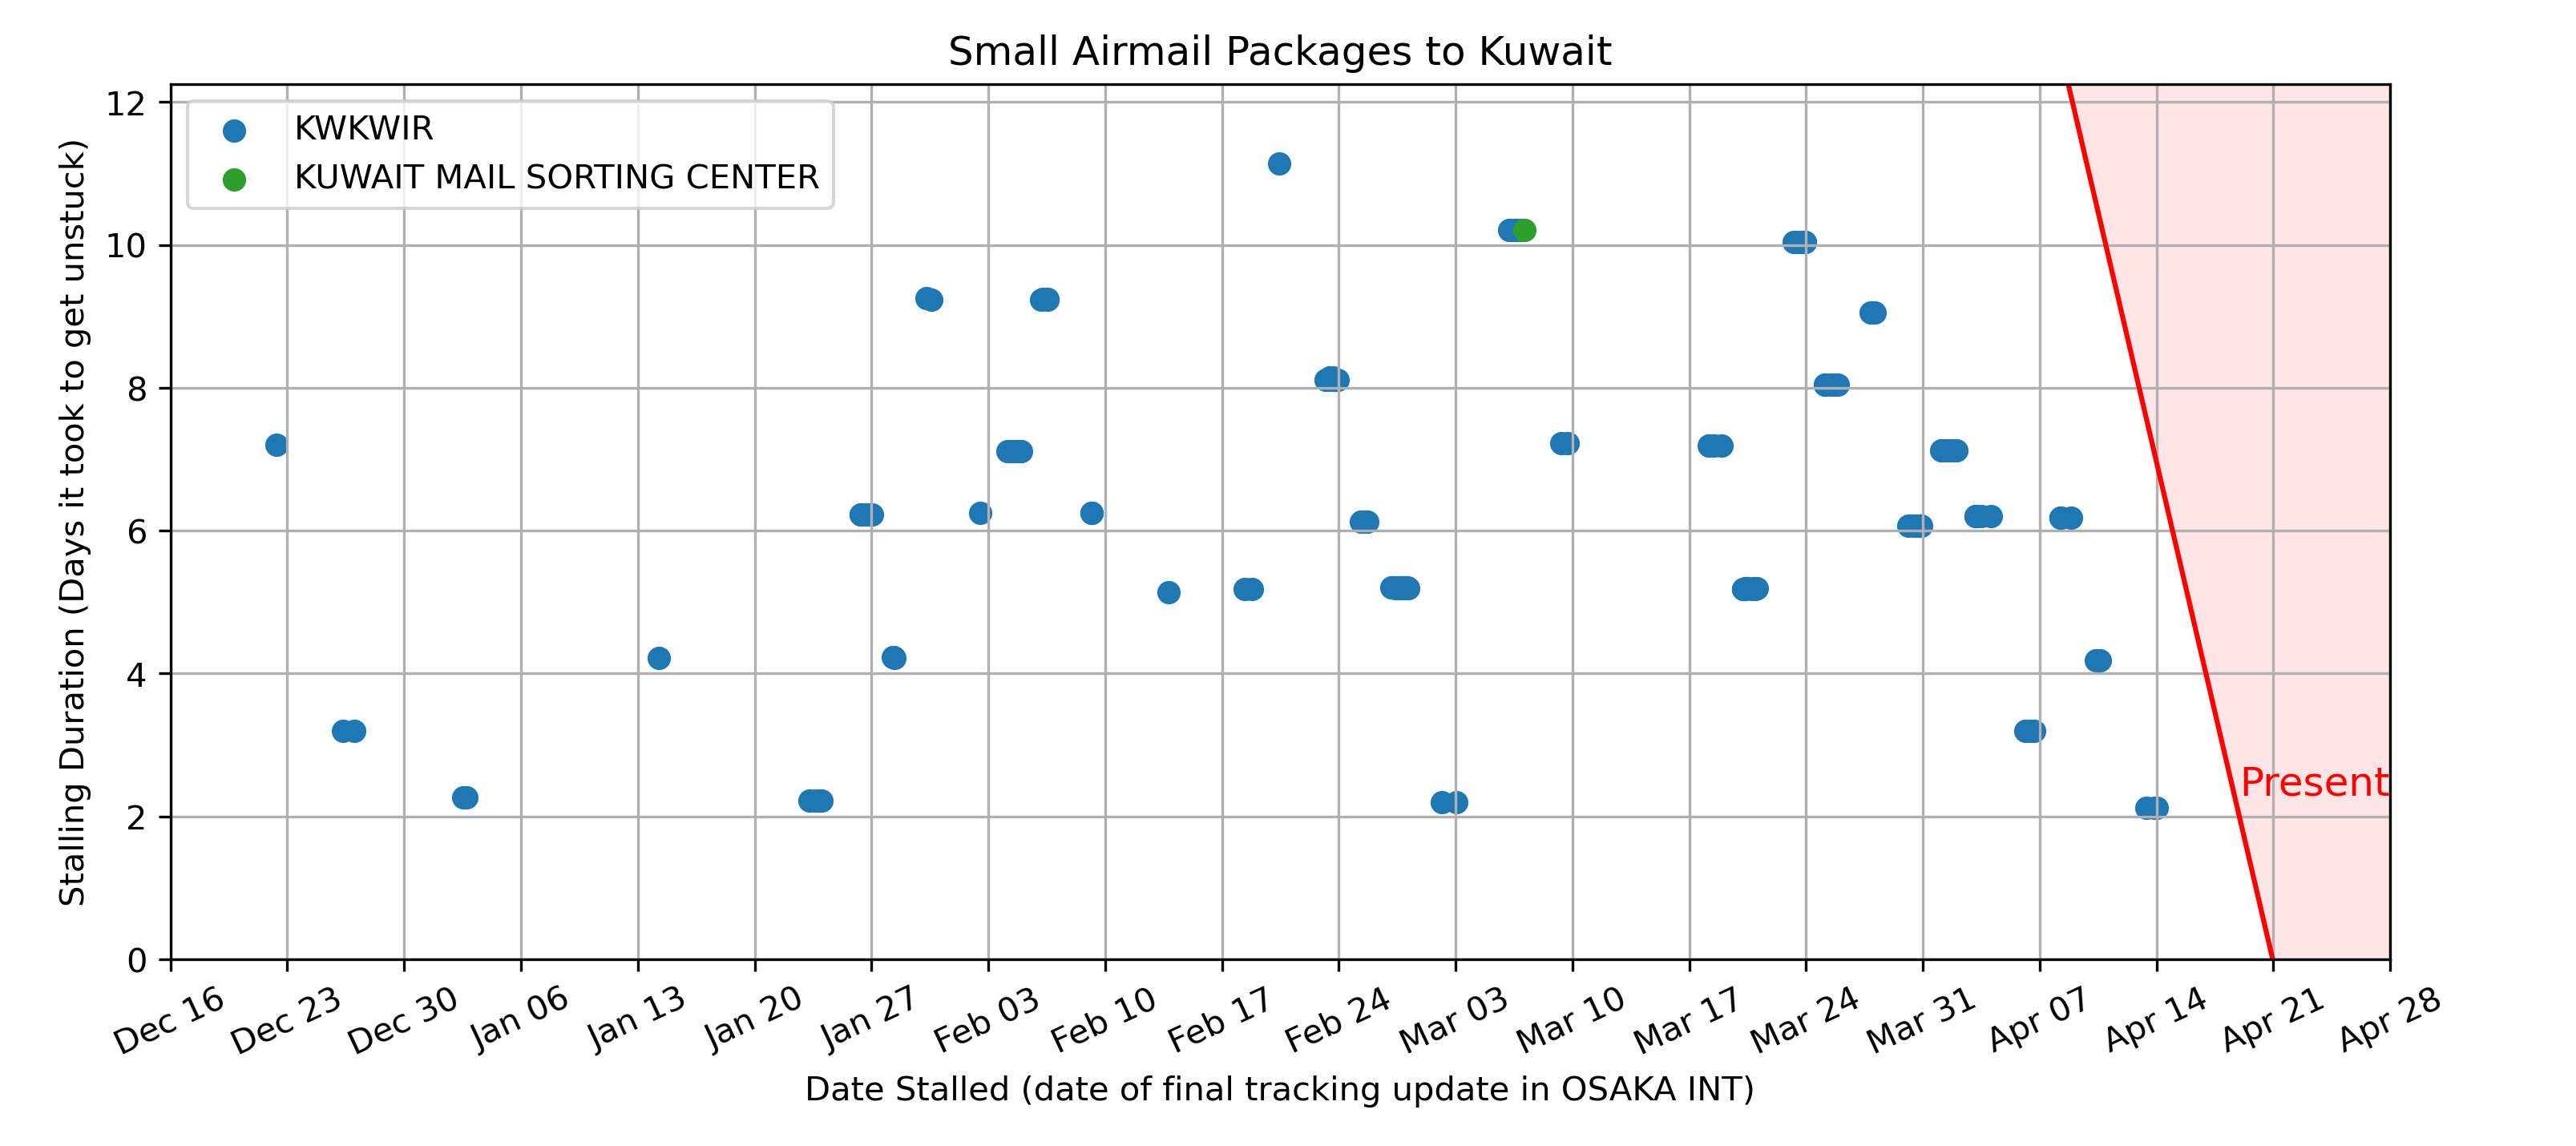 Small Airmail Packages to Kuwait
KWKWIR
KUWAIT MAIL SORTING CENTER
Stalling Duration (Days it took to get unstuck)
12
10
8
6
4
2
0
Present
Dec 16
Dec 23
Dec 30
Jan 06
Jan 13
Jan 20
Jan 27
Feb 03
Feb 10
Feb 17
Feb 24
Mar 03
Mar 10
Mar 17
Mar 24
Mar 31
Apr 07
Apr 14
Apr 21
Apr 28
Date Stalled (date of final tracking update in OSAKA INT)